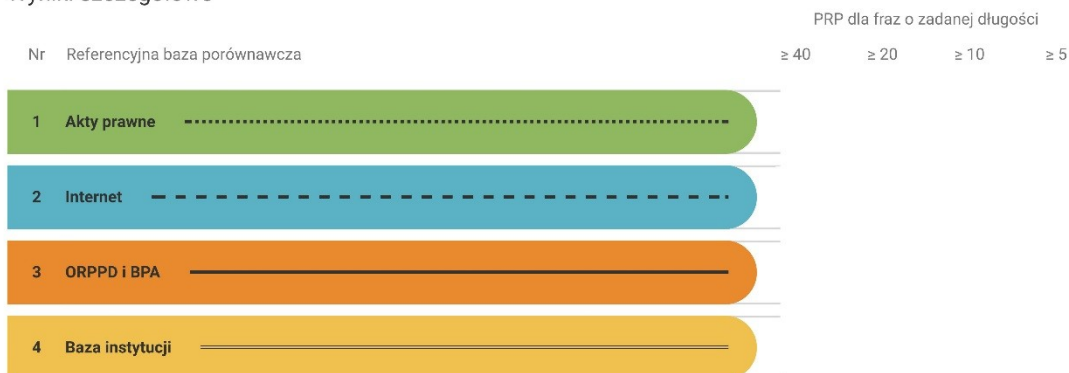 PRP dla fraz o zadanej długości
Nr Referencyjna baza porównawcza ≥ 40 ≥ 20 ≥ 10 ≥ 5
1 Akty prawne
2 Internet
3 ORPPD i BPA
4 Baza instytucji